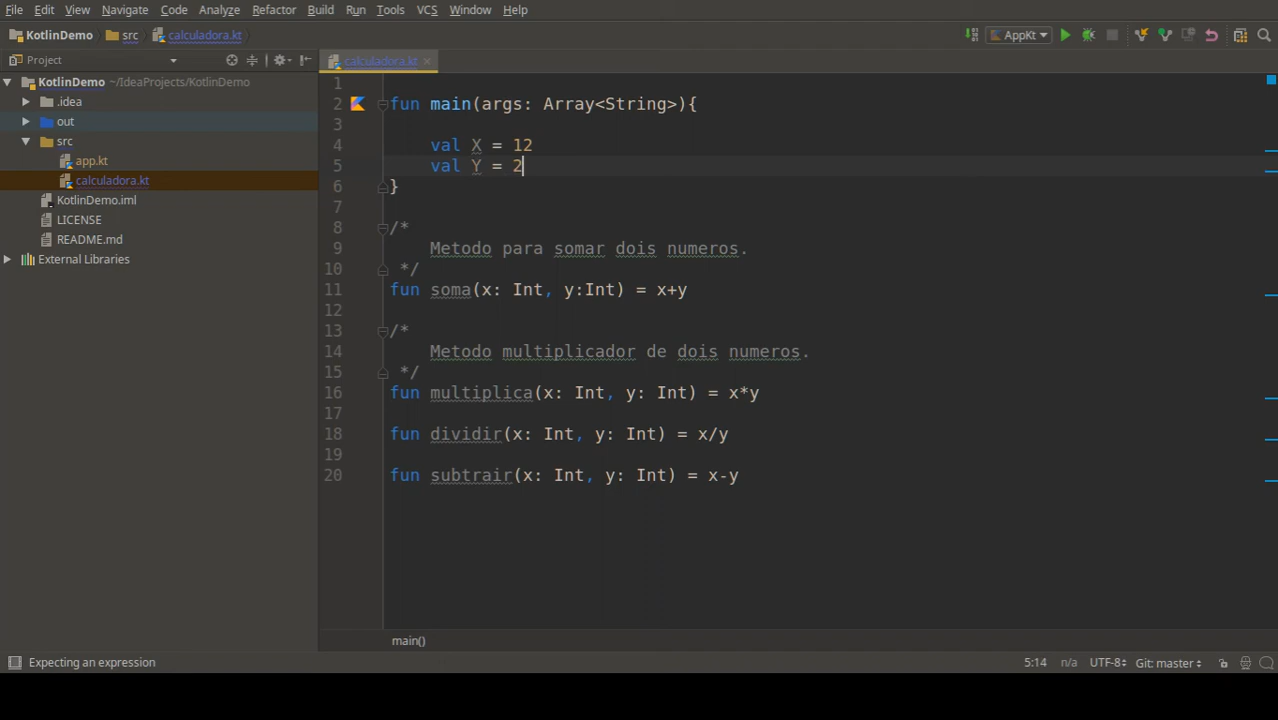 File Edit View Navigate Code Analyze Refactor Build Run Tools VCS Window Help
KotlinDemo src calculadora.kt AppKt
Project calculadora.kt
KotlinDemo ~/IdeaProjects/KotlinDemo
.idea
out
src
app.kt
calculadora.kt
KotlinDemo.iml
LICENSE
README.md
External Libraries
1
2 fun main(args: Array<String>){
3
4 val X = 12
5 val Y = 2
6 }
7
8 /*
9 Metodo para somar dois numeros.
10 */
11 fun soma(x: Int, y:Int) = x+y
12
13 /*
14 Metodo multiplicador de dois numeros.
15 */
16 fun multiplica(x: Int, y: Int) = x*y
17
18 fun dividir(x: Int, y: Int) = x/y
19
20 fun subtrair(x: Int, y: Int) = x-y
main()
Expecting an expression 5:14 n/a UTF-8 Git: master